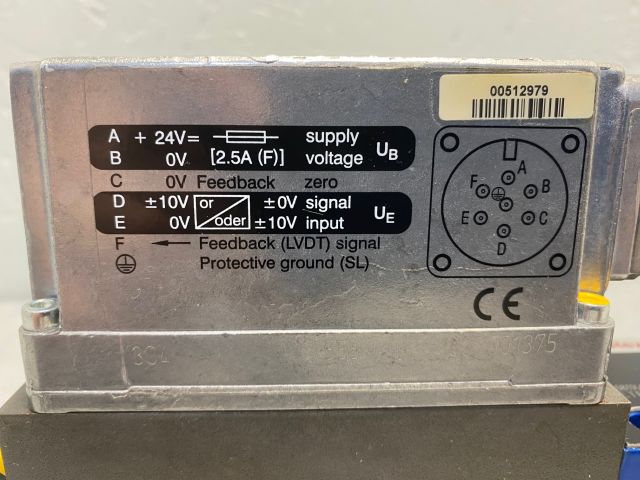 00512979
A + 24V= supply
B 0V [2.5A (F)] voltage UB
C 0V Feedback zero
D ±10V or ±0V signal
E 0V oder ±10V input UE
F ← Feedback (LVDT) signal
Protective ground (SL)
A
B
C
D
E
F
CE